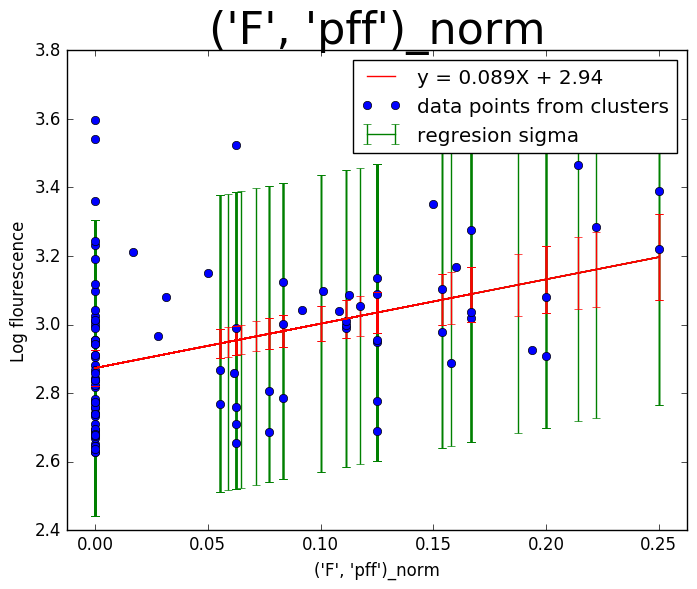 ('F', 'pff')_norm
y = 0.089X + 2.94
data points from clusters
regresion sigma
3.8
3.6
3.4
3.2
3.0
2.8
2.6
2.4
Log flourescence
0.00 0.05 0.10 0.15 0.20 0.25
('F', 'pff')_norm